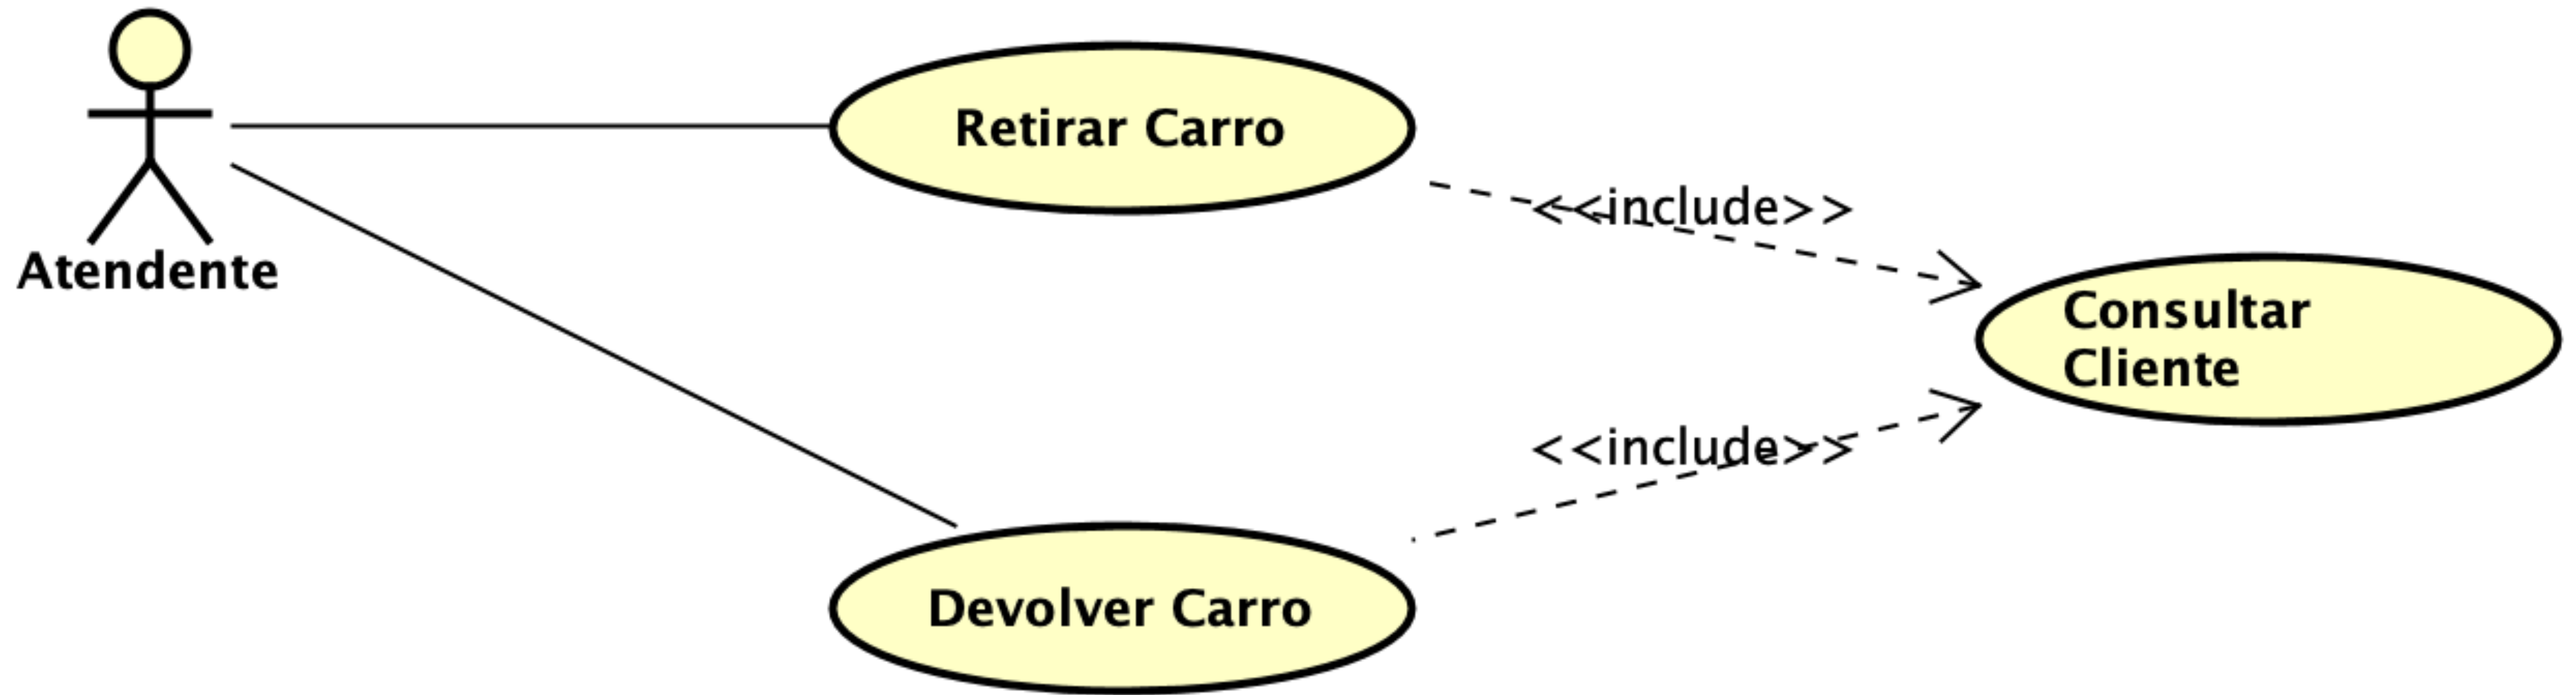 Retirar Carro
<<include>>
Atendente
Consultar
Cliente
<<include>>
Devolver Carro